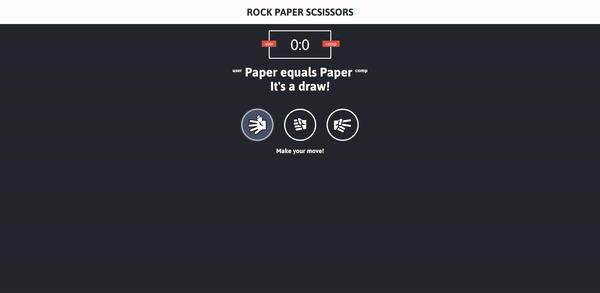 ROCK PAPER SCSISSORS
user 0:0 comp
user Paper equals Paper comp
It's a draw!
Make your move!